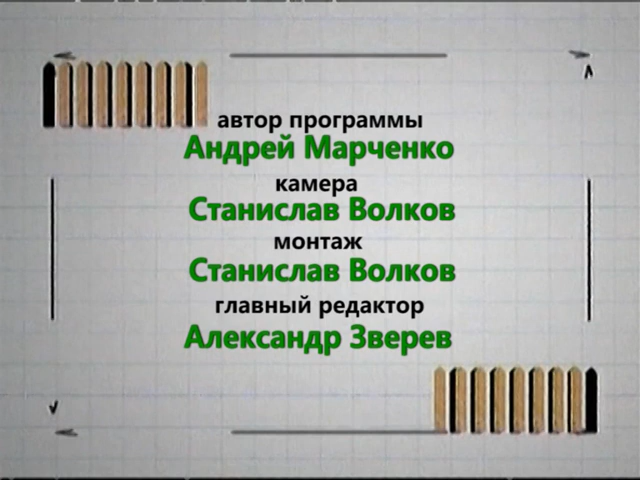 автор программы
Андрей Марченко
камера
Станислав Волков
монтаж
Станислав Волков
главный редактор
Александр Зверев